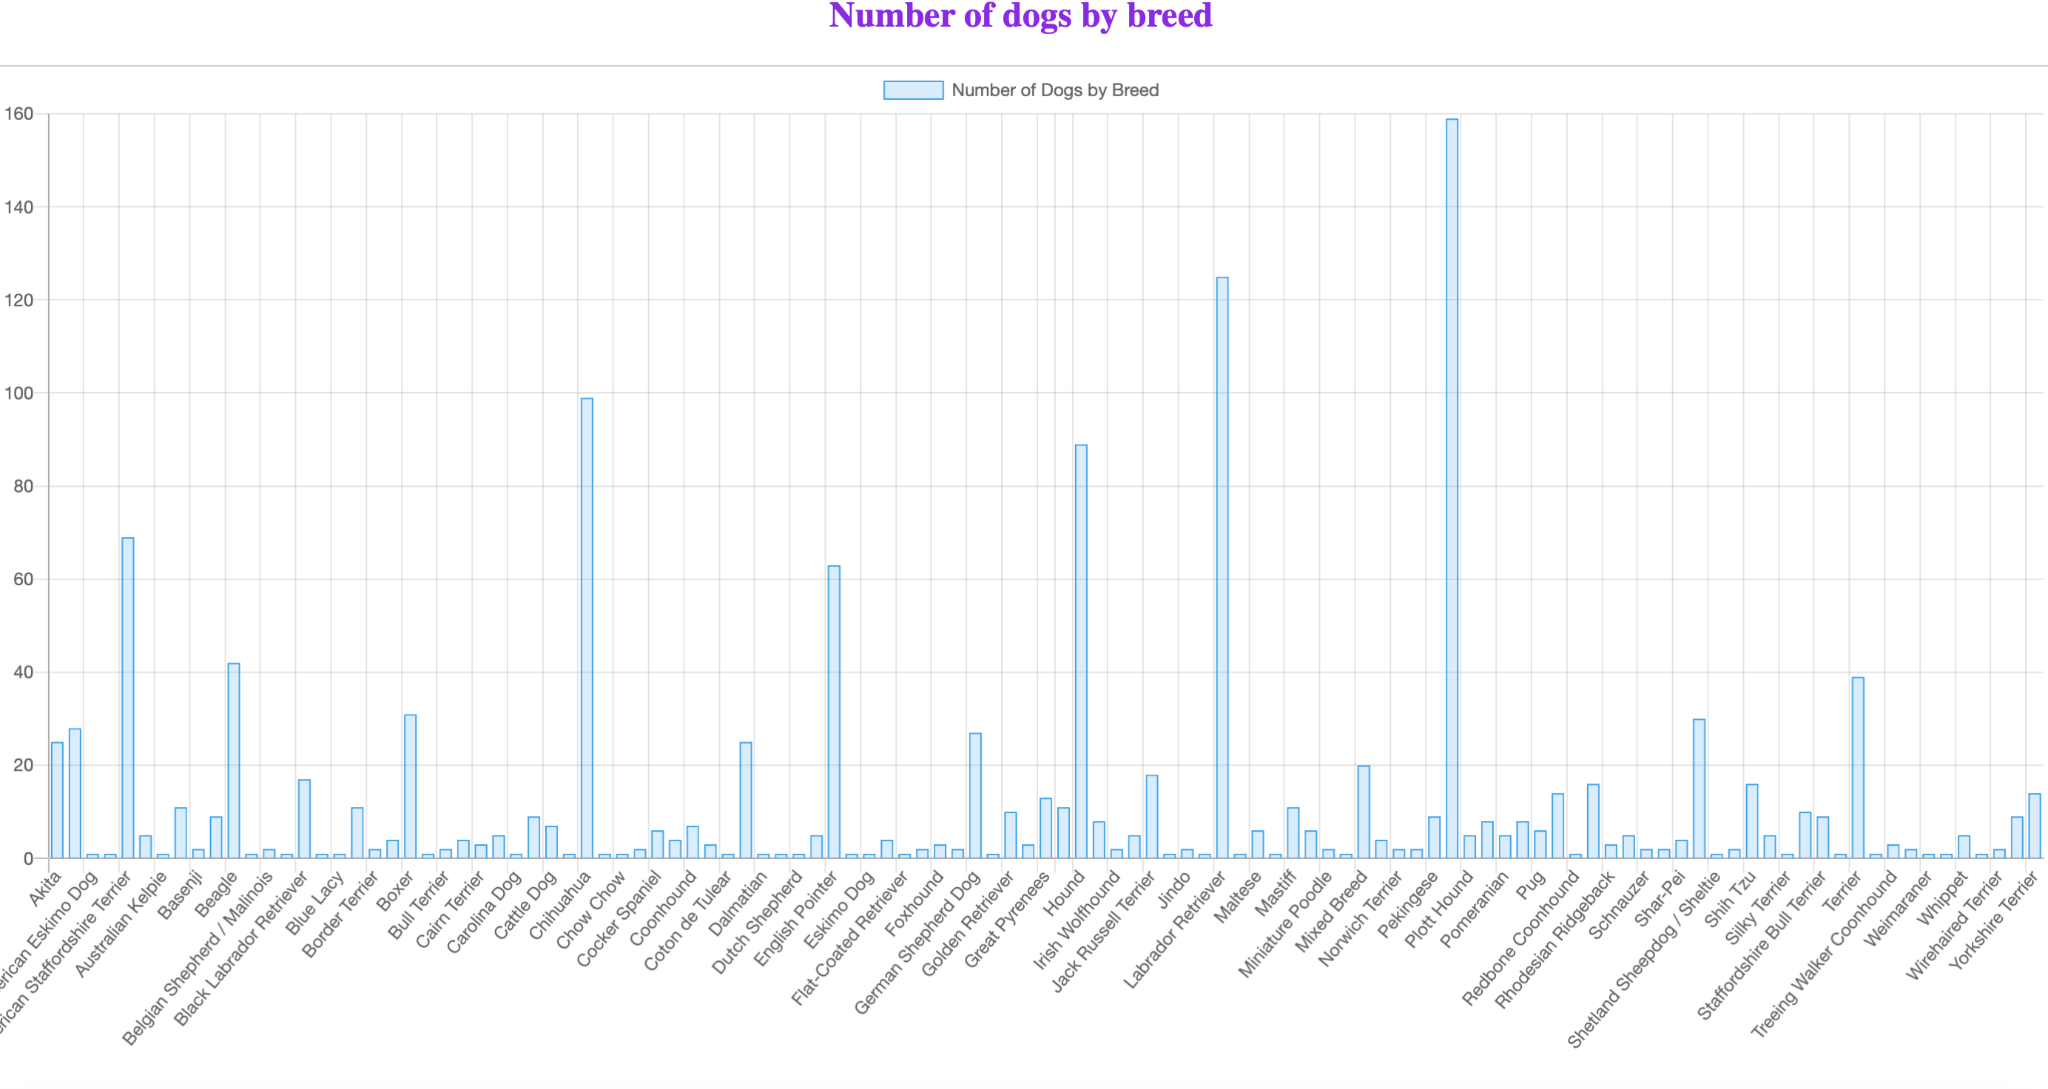 Number of dogs by breed
Number of Dogs by Breed
160
140
120
100
80
60
40
20
0
Akita
erican Eskimo Dog
erican Staffordshire Terrier
Australian Kelpie
Basenji
Beagle
Belgian Shepherd / Malinois
Black Labrador Retriever
Blue Lacy
Border Terrier
Boxer
Bull Terrier
Cairn Terrier
Carolina Dog
Cattle Dog
Chihuahua
Chow Chow
Cocker Spaniel
Coonhound
Coton de Tulear
Dalmatian
Dutch Shepherd
English Pointer
Eskimo Dog
Flat-Coated Retriever
Foxhound
German Shepherd Dog
Golden Retriever
Great Pyrenees
Hound
Irish Wolfhound
Jack Russell Terrier
Jindo
Labrador Retriever
Maltese
Mastiff
Miniature Poodle
Mixed Breed
Norwich Terrier
Pekingese
Plott Hound
Pomeranian
Pug
Redbone Coonhound
Rhodesian Ridgeback
Schnauzer
Shar-Pei
Shetland Sheepdog / Sheltie
Shih Tzu
Silky Terrier
Staffordshire Bull Terrier
Terrier
Treeing Walker Coonhound
Weimaraner
Whippet
Wirehaired Terrier
Yorkshire Terrier